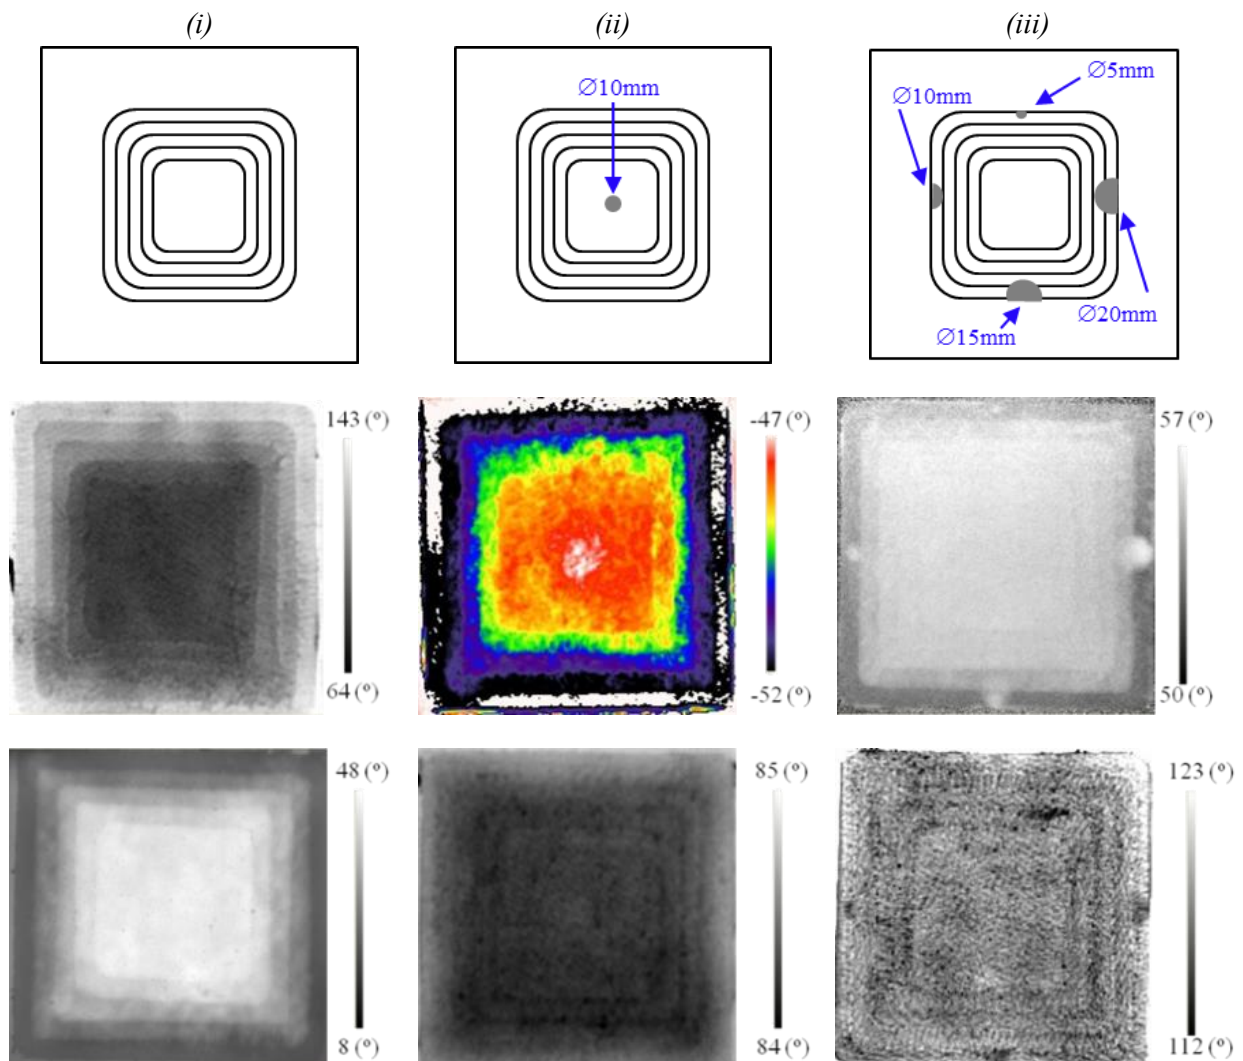 (i) (ii) (iii)
∅5mm
∅10mm ∅10mm
∅20mm
∅15mm
143 (º) -47 (º) 57 (º)
64 (º) -52 (º) 50 (º)
48 (º) 85 (º) 123 (º)
8 (º) 84 (º) 112 (º)